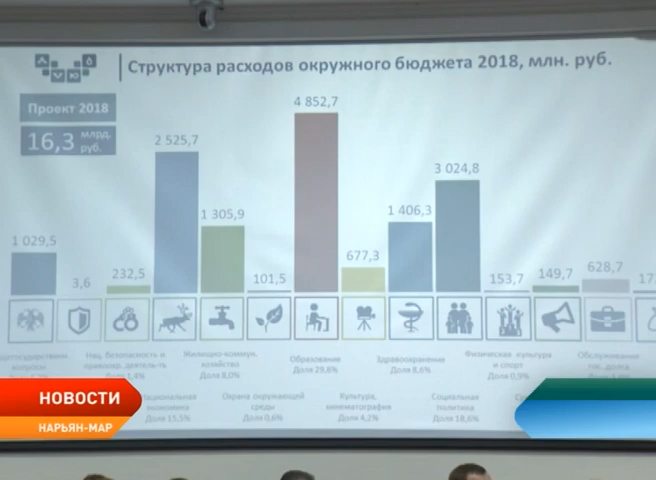 Структура расходов окружного бюджета 2018, млн. руб.
Проект 2018
16,3 млрд. руб.
4 852,7
2 525,7
3 024,8
1 305,9
1 406,3
1 029,5
677,3
3,6
232,5
101,5
153,7
149,7
628,7
Нац. безопасность и
Жилищно-коммун.
хозяйство
Доля 8,0%
Образование
Доля 29,8%
Здравоохранение
Доля 8,6%
Физическая культура
и спорт
Доля 0,9%
Обслуживание
экономика
Доля 15,5%
Охрана окружающей
среды
Доля 0,6%
Культура,
кинематография
Доля 4,2%
Социальная
политика
Доля 18,6%
НОВОСТИ
НАРЬЯН-МАР